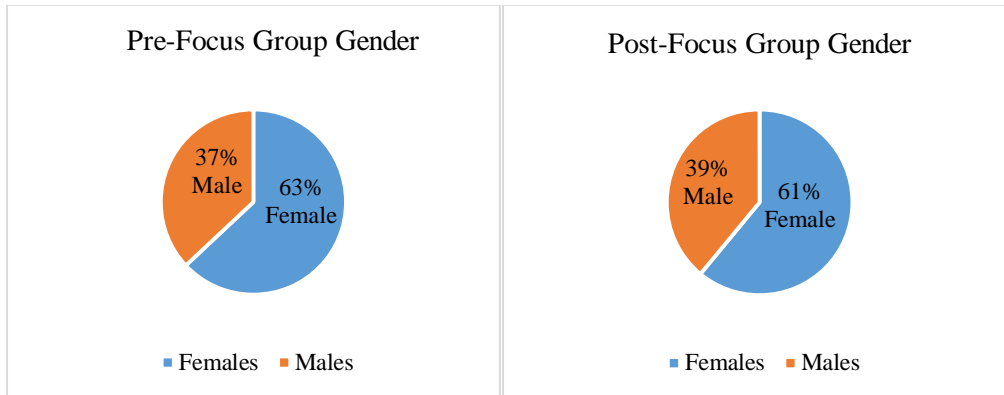 Pre-Focus Group Gender
37%
Male
63%
Female
Females Males
Post-Focus Group Gender
39%
Male
61%
Female
Females Males